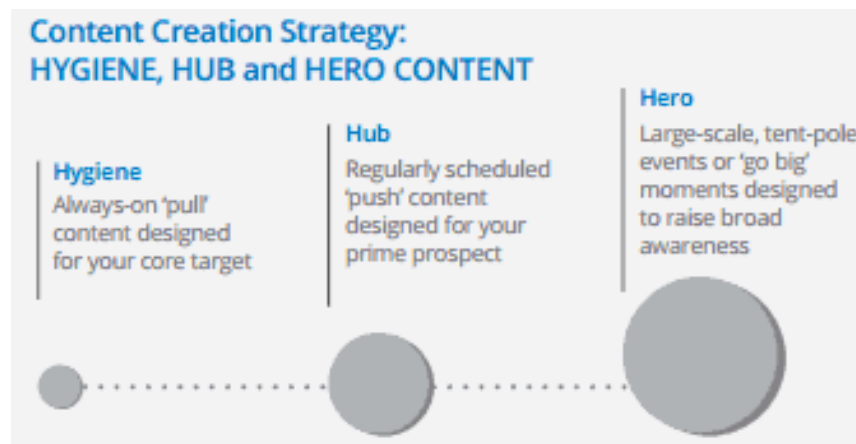 Content Creation Strategy:
HYGIENE, HUB and HERO CONTENT
Hygiene
Always-on 'pull'
content designed
for your core target
Hub
Regularly scheduled
'push' content
designed for your
prime prospect
Hero
Large-scale, tent-pole
events or 'go big'
moments designed
to raise broad
awareness